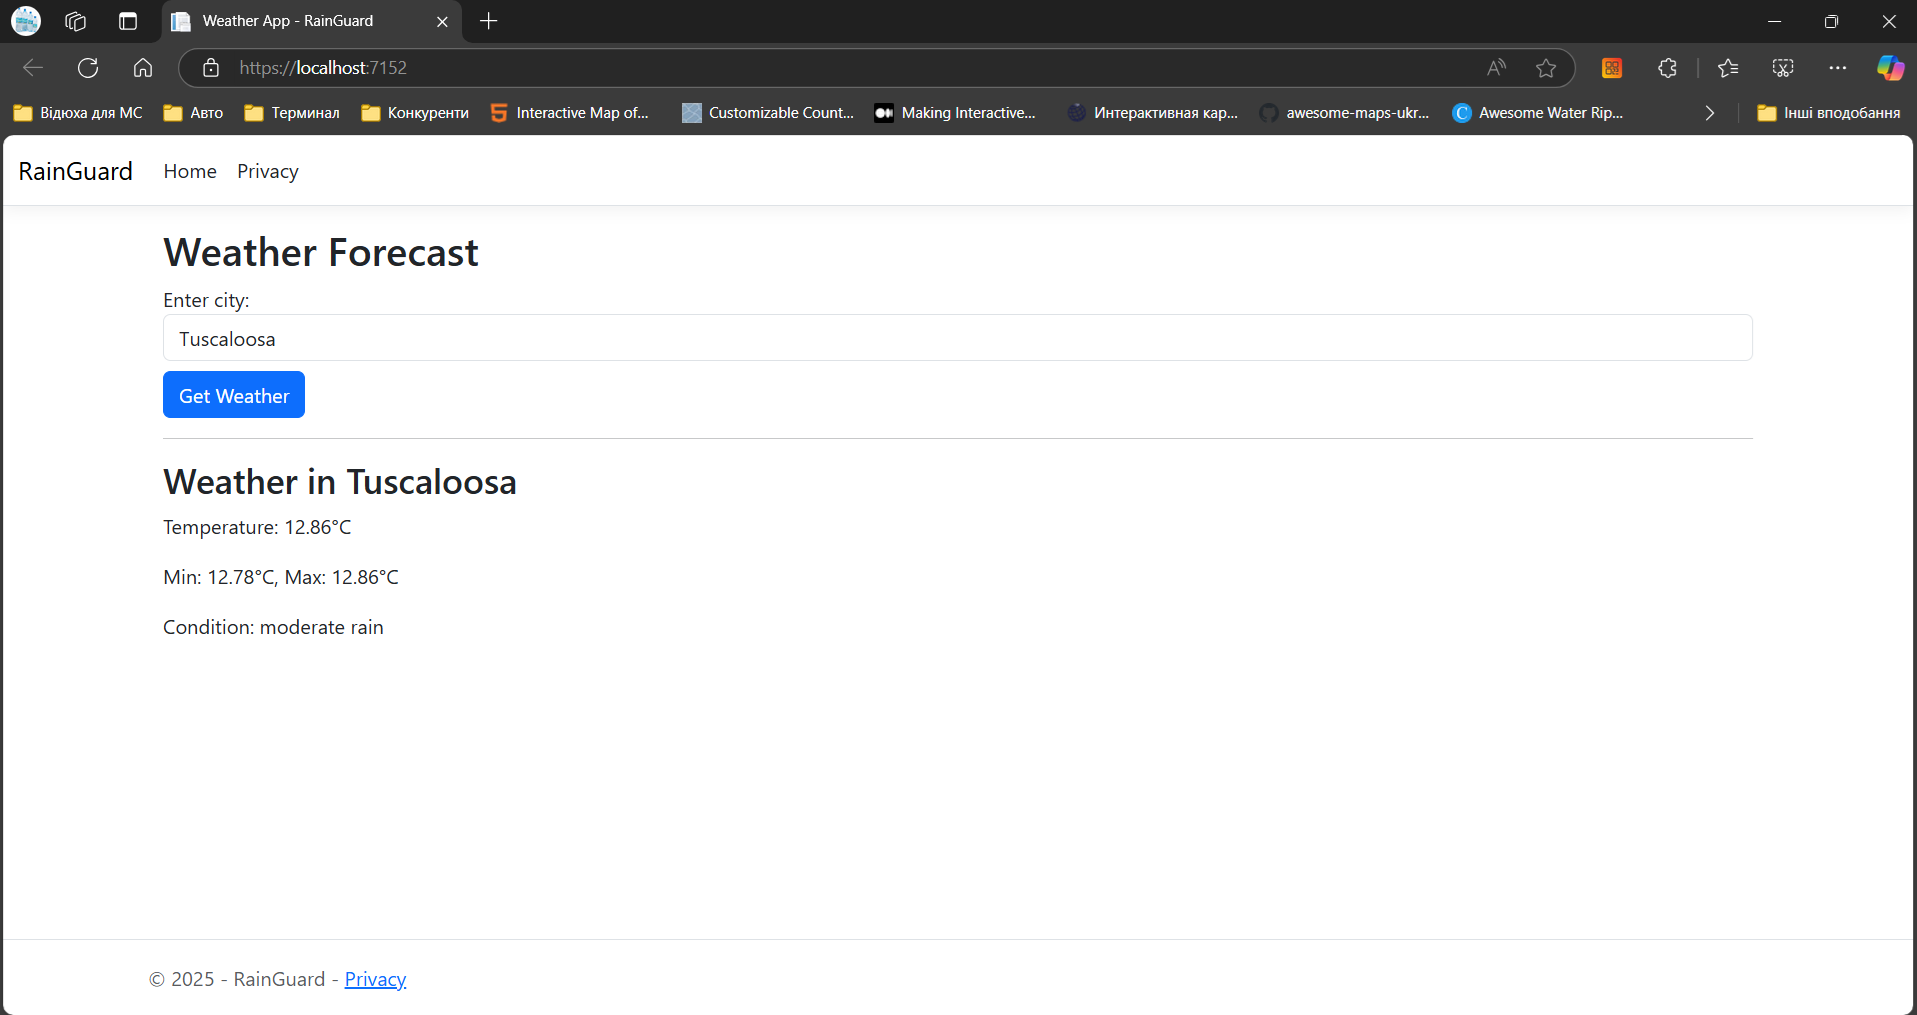 Weather App - RainGuard
https://localhost:7152
Відюха для МС Авто Терминал Конкуренти Interactive Map of... Customizable Count... Making Interactive... Интерактивная кар... awesome-maps-ukr... Awesome Water Rip... Інші вподобання
RainGuard Home Privacy
Weather Forecast
Enter city:
Tuscaloosa
Get Weather
Weather in Tuscaloosa
Temperature: 12.86°C
Min: 12.78°C, Max: 12.86°C
Condition: moderate rain
© 2025 - RainGuard - Privacy